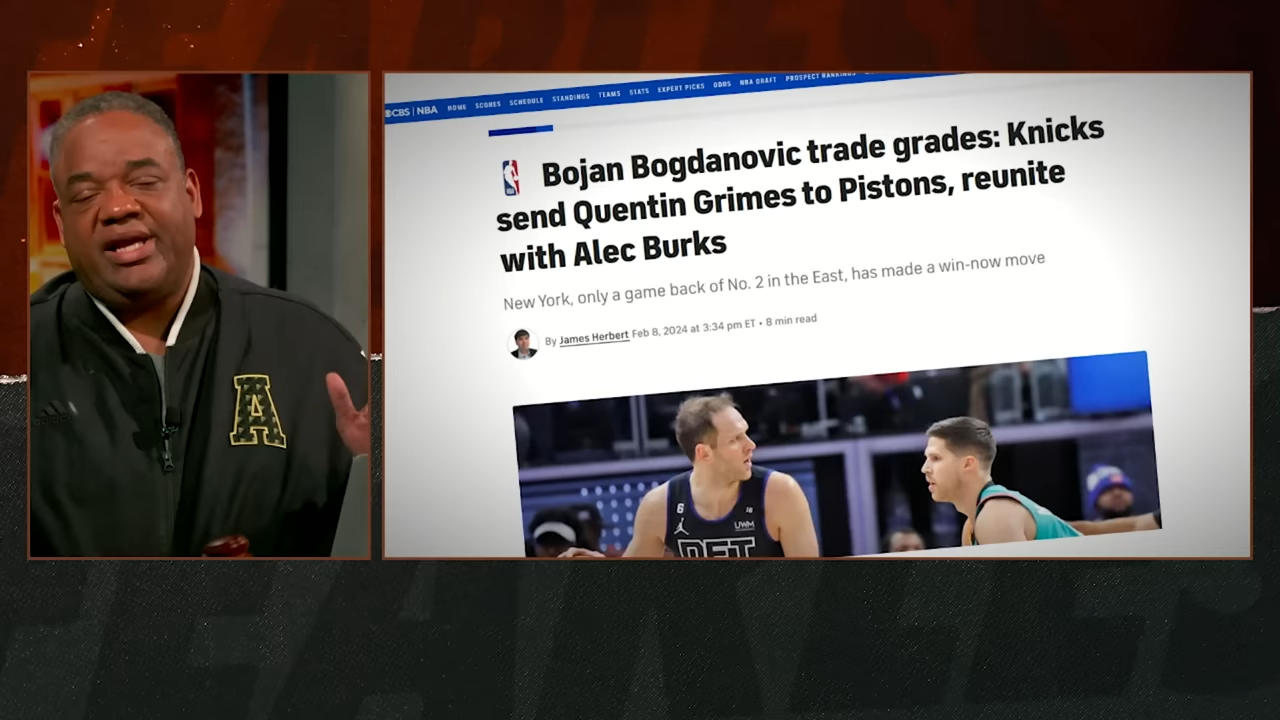 CBS | NBA HOME SCORES SCHEDULE STANDINGS TEAMS STATS EXPERT PICKS ODDS NBA DRAFT PROSPECT RANKINGS
Bojan Bogdanovic trade grades: Knicks
send Quentin Grimes to Pistons, reunite
with Alec Burks
New York, only a game back of No. 2 in the East, has made a win-now move
By James Herbert Feb 8, 2024 at 3:34 pm ET • 8 min read
A
adidas
6
UWM
DET